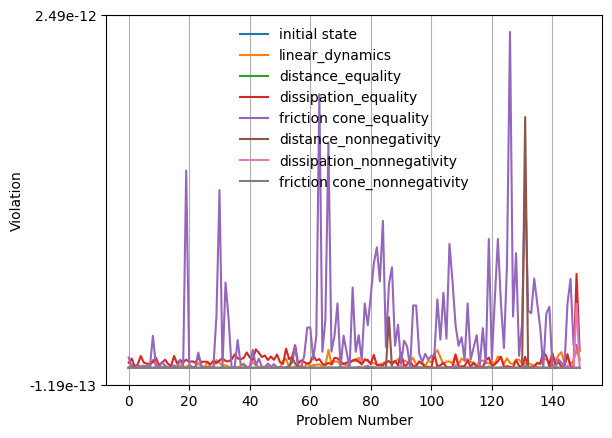 2.49e-12
initial state
linear_dynamics
distance_equality
dissipation_equality
friction cone_equality
distance_nonnegativity
dissipation_nonnegativity
friction cone_nonnegativity
Violation
-1.19e-13
0 20 40 60 80 100 120 140
Problem Number